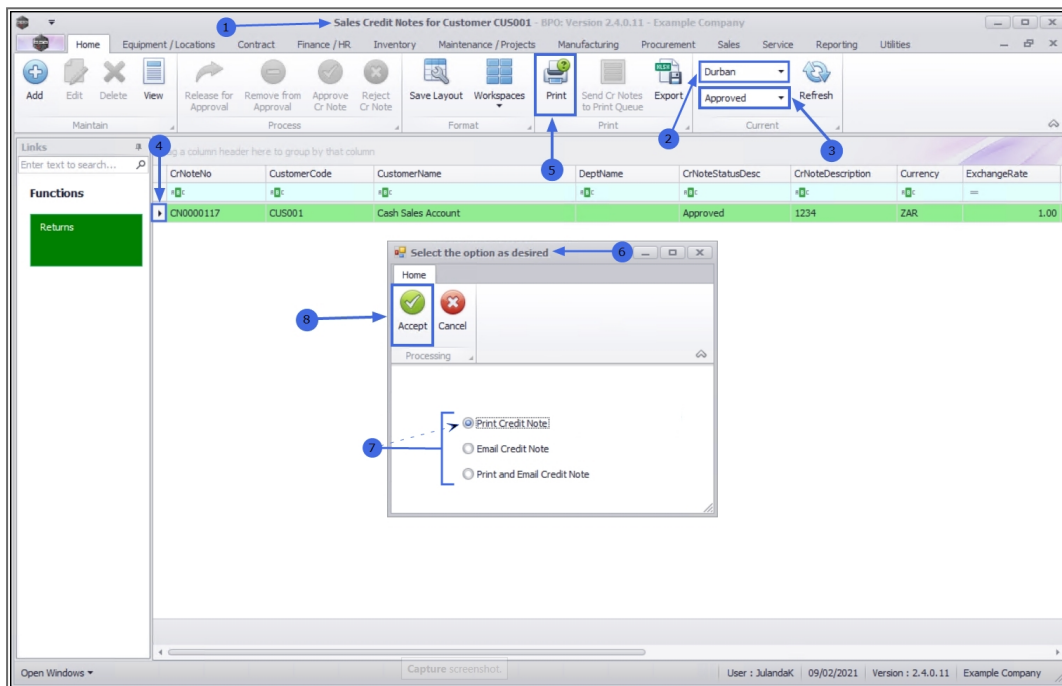 1
Sales Credit Notes for Customer CUS001 - BPO: Version 2.4.0.11 - Example Company
Home Equipment / Locations Contract Finance / HR Inventory Maintenance / Projects Manufacturing Procurement Sales Service Reporting Utilities
Add Edit Delete View Release for Approval Remove from Approval Approve Cr Note Reject Cr Note Save Layout Workspaces Print Send Cr Notes to Print Queue Export Durban Approved Refresh
Maintain Process Format Print Current
2 3
Links 4 5
Enter text to search...
a column header here to group by that column
CrNoteNo CustomerCode CustomerName DeptName CrNoteStatusDesc CrNoteDescription Currency ExchangeRate
=
CN0000117 CUS001 Cash Sales Account Approved 1234 ZAR 1.00
Functions
Returns
Select the option as desired 6
Home
8
Accept Cancel
Processing
Print Credit Note
7 Email Credit Note
Print and Email Credit Note
Capture screenshot.
Open Windows User : JulandaK 09/02/2021 Version : 2.4.0.11 Example Company